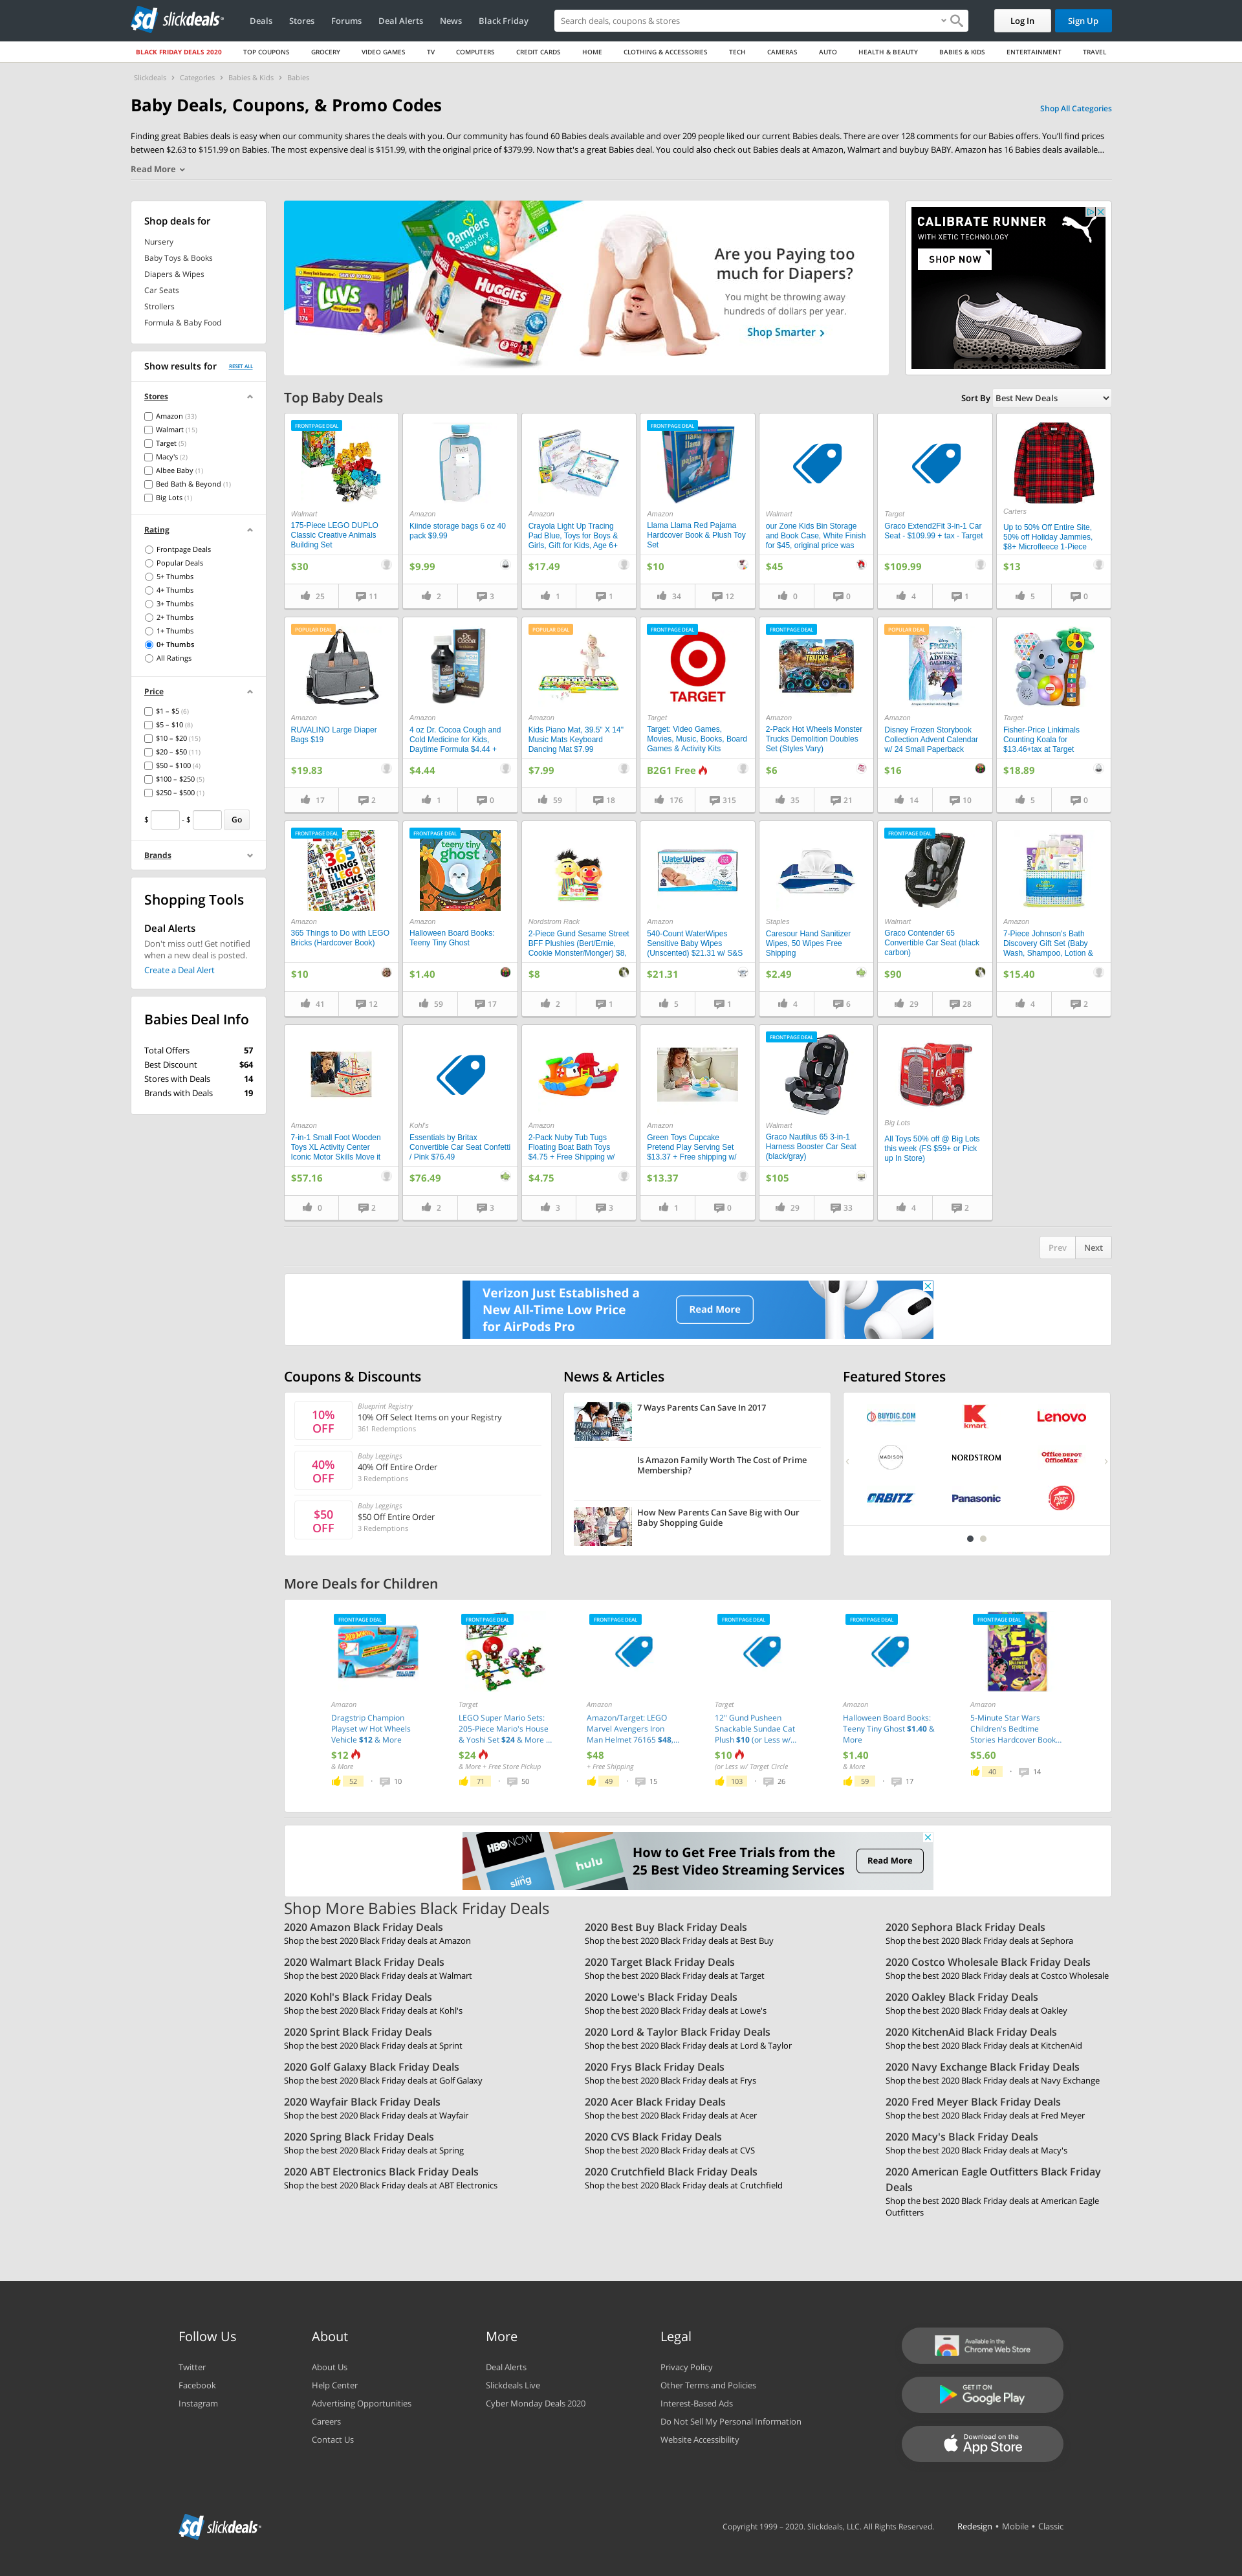 slickdeals
Deals Stores Forums Deal Alerts News Black Friday
Search deals, coupons & stores
Log In Sign Up
BLACK FRIDAY DEALS 2020 TOP COUPONS GROCERY VIDEO GAMES TV COMPUTERS CREDIT CARDS HOME CLOTHING & ACCESSORIES TECH CAMERAS AUTO HEALTH & BEAUTY BABIES & KIDS ENTERTAINMENT TRAVEL
Slickdeals › Categories › Babies & Kids › Babies
Baby Deals, Coupons, & Promo Codes
Shop All Categories
Finding great Babies deals is easy when our community shares the deals with you. Our community has found 60 Babies deals available and over 209 people liked our current Babies deals. There are over 128 comments for our Babies offers. You'll find prices
between $2.63 to $151.99 on Babies. The most expensive deal is $151.99, with the original price of $379.99. Now that's a great Babies deal. You could also check out Babies deals at Amazon, Walmart and buybuy BABY. Amazon has 16 Babies deals available...
Read More
Shop deals for
Nursery
Baby Toys & Books
Diapers & Wipes
Car Seats
Strollers
Formula & Baby Food
Show results for RESET ALL
Stores
Amazon (33)
Walmart (15)
Target (5)
Macy's (2)
Albee Baby (1)
Bed Bath & Beyond (1)
Big Lots (1)
Rating
Frontpage Deals
Popular Deals
5+ Thumbs
4+ Thumbs
3+ Thumbs
2+ Thumbs
1+ Thumbs
0+ Thumbs
All Ratings
Price
$1 – $5 (6)
$5 – $10 (8)
$10 – $20 (15)
$20 – $50 (11)
$50 – $100 (4)
$100 – $250 (5)
$250 – $500 (1)
$ - $ Go
Brands
Shopping Tools
Deal Alerts
Don't miss out! Get notified
when a new deal is posted.
Create a Deal Alert
Babies Deal Info
Total Offers 57
Best Discount $64
Stores with Deals 14
Brands with Deals 19
Pampers
baby dry
Luvs
HUGGIES
Are you Paying too
much for Diapers?
You might be throwing away
hundreds of dollars per year.
Shop Smarter ›
CALIBRATE RUNNER
WITH XETIC TECHNOLOGY
SHOP NOW
Top Baby Deals
Sort By Best New Deals
FRONTPAGE DEAL
Walmart
175-Piece LEGO DUPLO
Classic Creative Animals
Building Set
$30
25 11
Amazon
Kiinde storage bags 6 oz 40
pack $9.99
$9.99
2 3
Amazon
Crayola Light Up Tracing
Pad Blue, Toys for Boys &
Girls, Gift for Kids, Age 6+
$17.49
1 1
FRONTPAGE DEAL
Amazon
Llama Llama Red Pajama
Hardcover Book & Plush Toy
Set
$10
34 12
Walmart
our Zone Kids Bin Storage
and Book Case, White Finish
for $45, original price was
$45
0 0
Target
Graco Extend2Fit 3-in-1 Car
Seat - $109.99 + tax - Target
$109.99
4 1
Carters
Up to 50% Off Entire Site,
50% off Holiday Jammies,
$8+ Microfleece 1-Piece
$13
5 0
POPULAR DEAL
Amazon
RUVALINO Large Diaper
Bags $19
$19.83
17 2
Amazon
4 oz Dr. Cocoa Cough and
Cold Medicine for Kids,
Daytime Formula $4.44 +
$4.44
1 0
POPULAR DEAL
Amazon
Kids Piano Mat, 39.5" X 14"
Music Mats Keyboard
Dancing Mat $7.99
$7.99
59 18
FRONTPAGE DEAL
TARGET
Target
Target: Video Games,
Movies, Music, Books, Board
Games & Activity Kits
B2G1 Free
176 315
FRONTPAGE DEAL
Amazon
2-Pack Hot Wheels Monster
Trucks Demolition Doubles
Set (Styles Vary)
$6
35 21
POPULAR DEAL
Amazon
Disney Frozen Storybook
Collection Advent Calendar
w/ 24 Small Paperback
$16
14 10
Target
Fisher-Price Linkimals
Counting Koala for
$13.46+tax at Target
$18.89
5 0
FRONTPAGE DEAL
Amazon
365 Things to Do with LEGO
Bricks (Hardcover Book)
$10
41 12
FRONTPAGE DEAL
teeny tiny
ghost
Amazon
Halloween Board Books:
Teeny Tiny Ghost
$1.40
59 17
Nordstrom Rack
2-Piece Gund Sesame Street
BFF Plushies (Bert/Ernie,
Cookie Monster/Monger) $8,
$8
2 1
WaterWipes
Amazon
540-Count WaterWipes
Sensitive Baby Wipes
(Unscented) $21.31 w/ S&S
$21.31
5 1
Staples
Caresour Hand Sanitizer
Wipes, 50 Wipes Free
Shipping
$2.49
4 6
FRONTPAGE DEAL
Walmart
Graco Contender 65
Convertible Car Seat (black
carbon)
$90
29 28
Amazon
7-Piece Johnson's Bath
Discovery Gift Set (Baby
Wash, Shampoo, Lotion &
$15.40
4 2
Amazon
7-in-1 Small Foot Wooden
Toys XL Activity Center
Iconic Motor Skills Move it
$57.16
0 2
Kohl's
Essentials by Britax
Convertible Car Seat Confetti
/ Pink $76.49
$76.49
2 3
Amazon
2-Pack Nuby Tub Tugs
Floating Boat Bath Toys
$4.75 + Free Shipping w/
$4.75
3 3
Amazon
Green Toys Cupcake
Pretend Play Serving Set
$13.37 + Free shipping w/
$13.37
1 0
FRONTPAGE DEAL
Walmart
Graco Nautilus 65 3-in-1
Harness Booster Car Seat
(black/gray)
$105
29 33
Big Lots
All Toys 50% off @ Big Lots
this week (FS $59+ or Pick
up In Store)
4 2
Prev Next
Verizon Just Established a
New All-Time Low Price
for AirPods Pro
Read More
Coupons & Discounts
10%
OFF
Blueprint Registry
10% Off Select Items on your Registry
361 Redemptions
40%
OFF
Baby Leggings
40% Off Entire Order
3 Redemptions
$50
OFF
Baby Leggings
$50 Off Entire Order
3 Redemptions
News & Articles
7 Ways Parents Can Save In 2017
Is Amazon Family Worth The Cost of Prime
Membership?
How New Parents Can Save Big with Our
Baby Shopping Guide
Featured Stores
BUYDIG.COM kmart Lenovo
MADISON NORDSTROM Office DEPOT OfficeMax
ORBITZ Panasonic Pizza Hut
More Deals for Children
FRONTPAGE DEAL
Amazon
Dragstrip Champion
Playset w/ Hot Wheels
Vehicle $12 & More
$12
52 · 10
FRONTPAGE DEAL
Target
LEGO Super Mario Sets:
205-Piece Mario's House
& Yoshi Set $24 & More ...
$24
& More + Free Store Pickup
71 · 50
FRONTPAGE DEAL
Amazon
Amazon/Target: LEGO
Marvel Avengers Iron
Man Helmet 76165 $48,...
$48
+ Free Shipping
49 · 15
FRONTPAGE DEAL
Target
12" Gund Pusheen
Snackable Sundae Cat
Plush $10 (or Less w/...
$10
(or Less w/ Target Circle
103 · 26
FRONTPAGE DEAL
Amazon
Halloween Board Books:
Teeny Tiny Ghost $1.40 &
More
$1.40
& More
59 · 17
FRONTPAGE DEAL
Amazon
5-Minute Star Wars
Children's Bedtime
Stories Hardcover Book...
$5.60
40 · 14
HBO NOW
sling
hulu
How to Get Free Trials from the
25 Best Video Streaming Services
Read More
Shop More Babies Black Friday Deals
2020 Amazon Black Friday Deals
Shop the best 2020 Black Friday deals at Amazon
2020 Walmart Black Friday Deals
Shop the best 2020 Black Friday deals at Walmart
2020 Kohl's Black Friday Deals
Shop the best 2020 Black Friday deals at Kohl's
2020 Sprint Black Friday Deals
Shop the best 2020 Black Friday deals at Sprint
2020 Golf Galaxy Black Friday Deals
Shop the best 2020 Black Friday deals at Golf Galaxy
2020 Wayfair Black Friday Deals
Shop the best 2020 Black Friday deals at Wayfair
2020 Spring Black Friday Deals
Shop the best 2020 Black Friday deals at Spring
2020 ABT Electronics Black Friday Deals
Shop the best 2020 Black Friday deals at ABT Electronics
2020 Best Buy Black Friday Deals
Shop the best 2020 Black Friday deals at Best Buy
2020 Target Black Friday Deals
Shop the best 2020 Black Friday deals at Target
2020 Lowe's Black Friday Deals
Shop the best 2020 Black Friday deals at Lowe's
2020 Lord & Taylor Black Friday Deals
Shop the best 2020 Black Friday deals at Lord & Taylor
2020 Frys Black Friday Deals
Shop the best 2020 Black Friday deals at Frys
2020 Acer Black Friday Deals
Shop the best 2020 Black Friday deals at Acer
2020 CVS Black Friday Deals
Shop the best 2020 Black Friday deals at CVS
2020 Crutchfield Black Friday Deals
Shop the best 2020 Black Friday deals at Crutchfield
2020 Sephora Black Friday Deals
Shop the best 2020 Black Friday deals at Sephora
2020 Costco Wholesale Black Friday Deals
Shop the best 2020 Black Friday deals at Costco Wholesale
2020 Oakley Black Friday Deals
Shop the best 2020 Black Friday deals at Oakley
2020 KitchenAid Black Friday Deals
Shop the best 2020 Black Friday deals at KitchenAid
2020 Navy Exchange Black Friday Deals
Shop the best 2020 Black Friday deals at Navy Exchange
2020 Fred Meyer Black Friday Deals
Shop the best 2020 Black Friday deals at Fred Meyer
2020 Macy's Black Friday Deals
Shop the best 2020 Black Friday deals at Macy's
2020 American Eagle Outfitters Black Friday
Deals
Shop the best 2020 Black Friday deals at American Eagle
Outfitters
Follow Us
Twitter
Facebook
Instagram
About
About Us
Help Center
Advertising Opportunities
Careers
Contact Us
More
Deal Alerts
Slickdeals Live
Cyber Monday Deals 2020
Legal
Privacy Policy
Other Terms and Policies
Interest-Based Ads
Do Not Sell My Personal Information
Website Accessibility
Available in the
Chrome Web Store
GET IT ON
Google Play
Download on the
App Store
slickdeals
Copyright 1999 – 2020. Slickdeals, LLC. All Rights Reserved. Redesign • Mobile • Classic